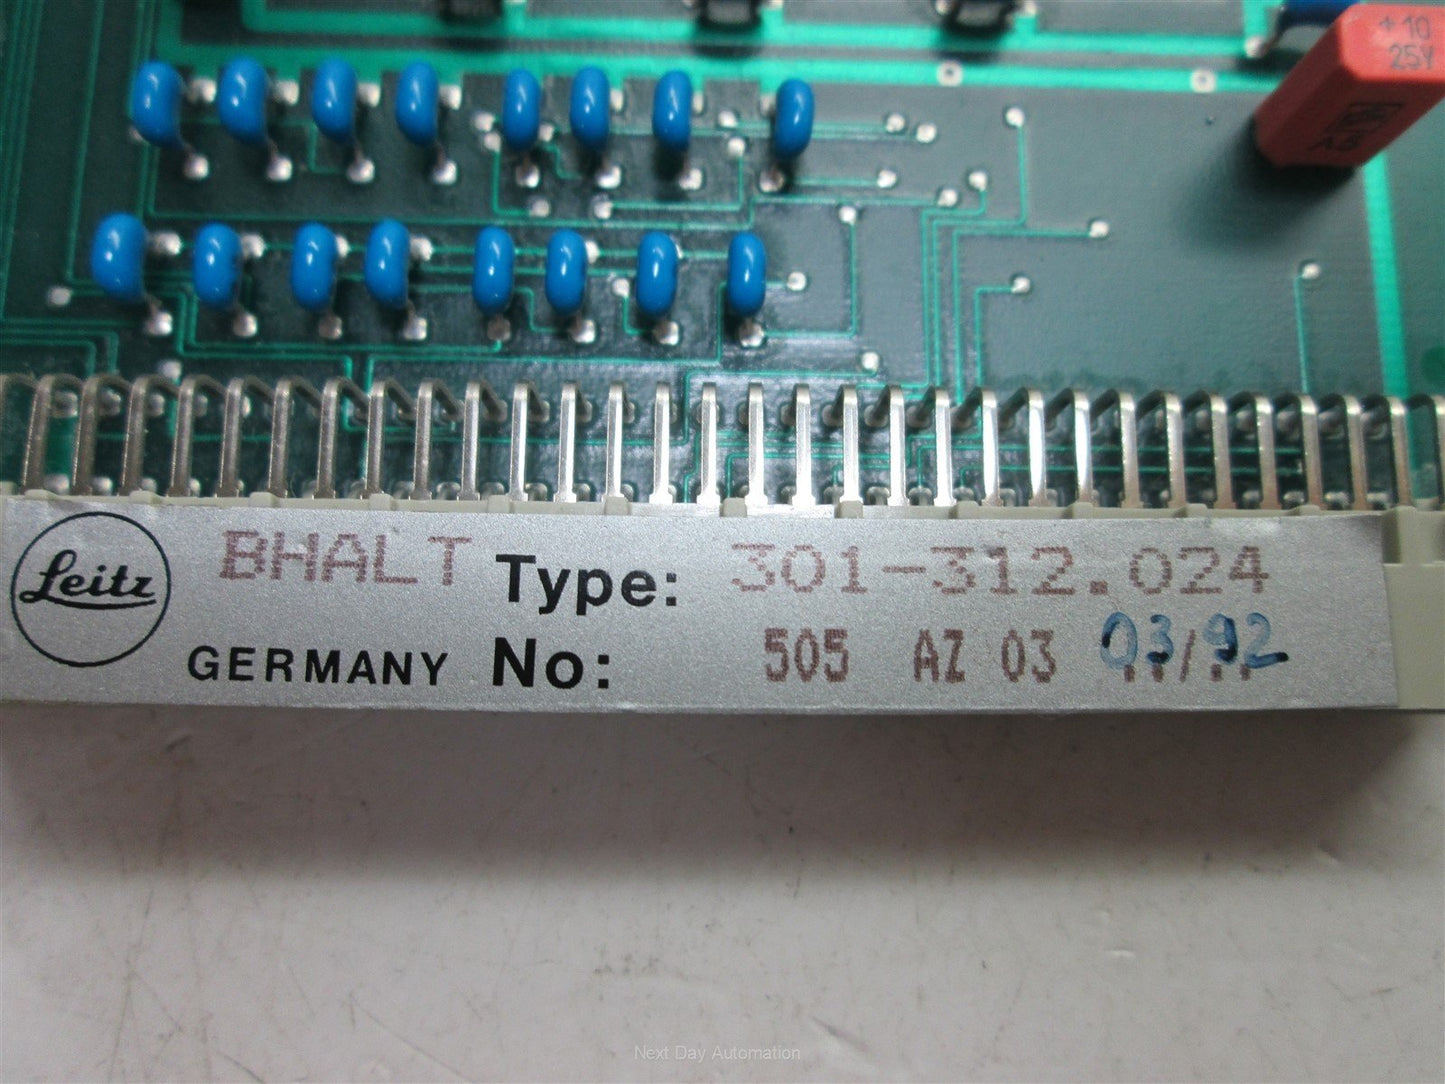 +10
25V
Leitz
BHALT Type: 301-312.024
GERMANY No: 505 AZ 03 03/92
Next Day Automation